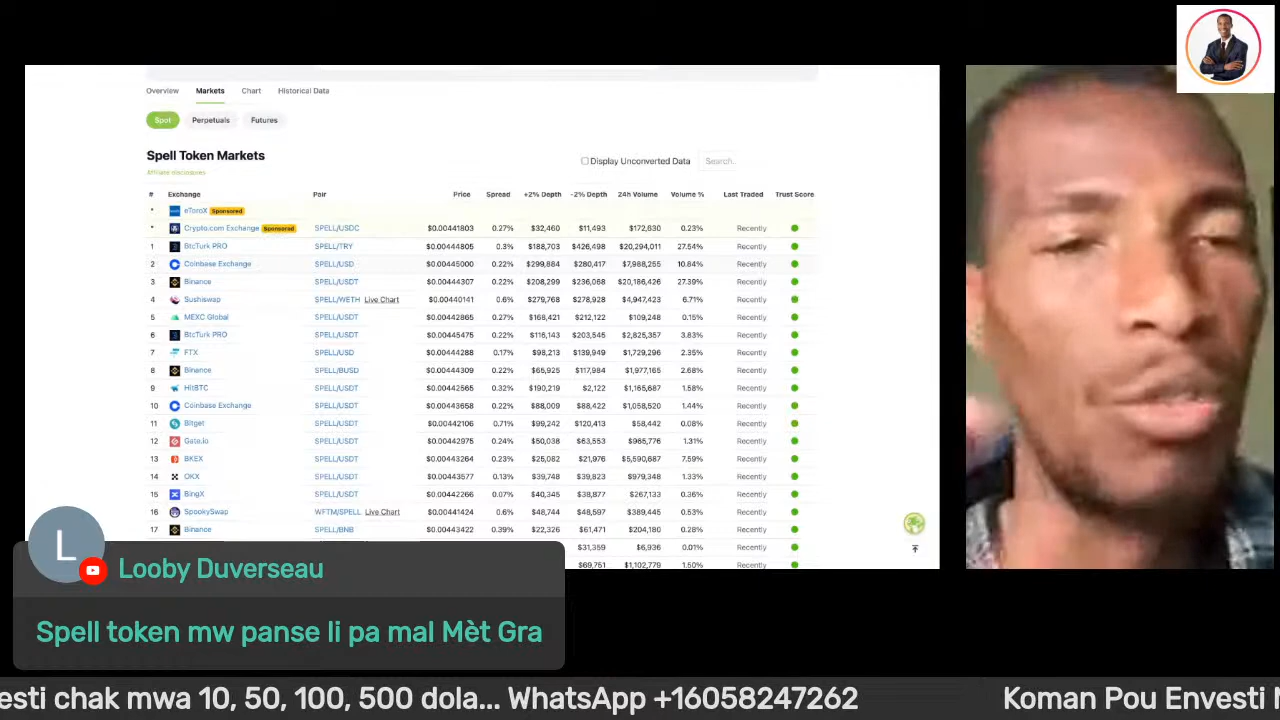 Overview Markets Chart Historical Data
Spot Perpetuals Futures
Spell Token Markets
Affiliate disclosures
Display Unconverted Data Search.
# Exchange Pair Price Spread +2% Depth -2% Depth 24h Volume Volume % Last Traded Trust Score
* eToroX Sponsored
* Crypto.com Exchange Sponsored SPELL/USDC $0.00441803 0.27% $32,460 $11,493 $172,630 0.23% Recently
1 BtcTurk PRO SPELL/TRY $0.00444805 0.3% $188,703 $426,498 $20,294,011 27.54% Recently
2 Coinbase Exchange SPELL/USD $0.00445000 0.22% $299,884 $280,417 $7,988,255 10.84% Recently
3 Binance SPELL/USDT $0.00444307 0.22% $208,299 $236,068 $20,186,426 27.39% Recently
4 Sushiswap SPELL/WETH Live Chart $0.00440141 0.6% $279,768 $278,928 $4,947,423 6.71% Recently
5 MEXC Global SPELL/USDT $0.00442865 0.27% $168,421 $212,122 $109,248 0.15% Recently
6 BtcTurk PRO SPELL/USDT $0.00445475 0.22% $116,143 $203,545 $2,825,357 3.83% Recently
7 FTX SPELL/USD $0.00444288 0.17% $98,213 $139,949 $1,729,296 2.35% Recently
8 Binance SPELL/BUSD $0.00444309 0.22% $65,925 $117,984 $1,977,165 2.68% Recently
9 HitBTC SPELL/USDT $0.00442565 0.32% $190,219 $2,122 $1,165,687 1.58% Recently
10 Coinbase Exchange SPELL/USDT $0.00443658 0.22% $88,009 $88,422 $1,058,520 1.44% Recently
11 Bitget SPELL/USDT $0.00442106 0.71% $99,242 $120,413 $58,442 0.08% Recently
12 Gate.io SPELL/USDT $0.00442975 0.24% $50,038 $63,553 $965,776 1.31% Recently
13 BKEX SPELL/USDT $0.00443264 0.23% $25,082 $21,976 $5,590,687 7.59% Recently
14 OKX SPELL/USDT $0.00443577 0.13% $39,748 $39,823 $979,348 1.33% Recently
15 BingX SPELL/USDT $0.00442266 0.07% $40,345 $38,877 $267,133 0.36% Recently
16 SpookySwap WFTM/SPELL Live Chart $0.00441424 0.6% $48,744 $48,597 $389,445 0.53% Recently
17 Binance SPELL/BNB $0.00443422 0.39% $22,326 $61,471 $204,180 0.28% Recently
$31,359 $6,936 0.01% Recently
$69,751 $1,102,779 1.50% Recently
L
Looby Duverseau
Spell token mw panse li pa mal Mèt Gra
esti chak mwa 10, 50, 100, 500 dola... WhatsApp +16058247262 Koman Pou Envesti